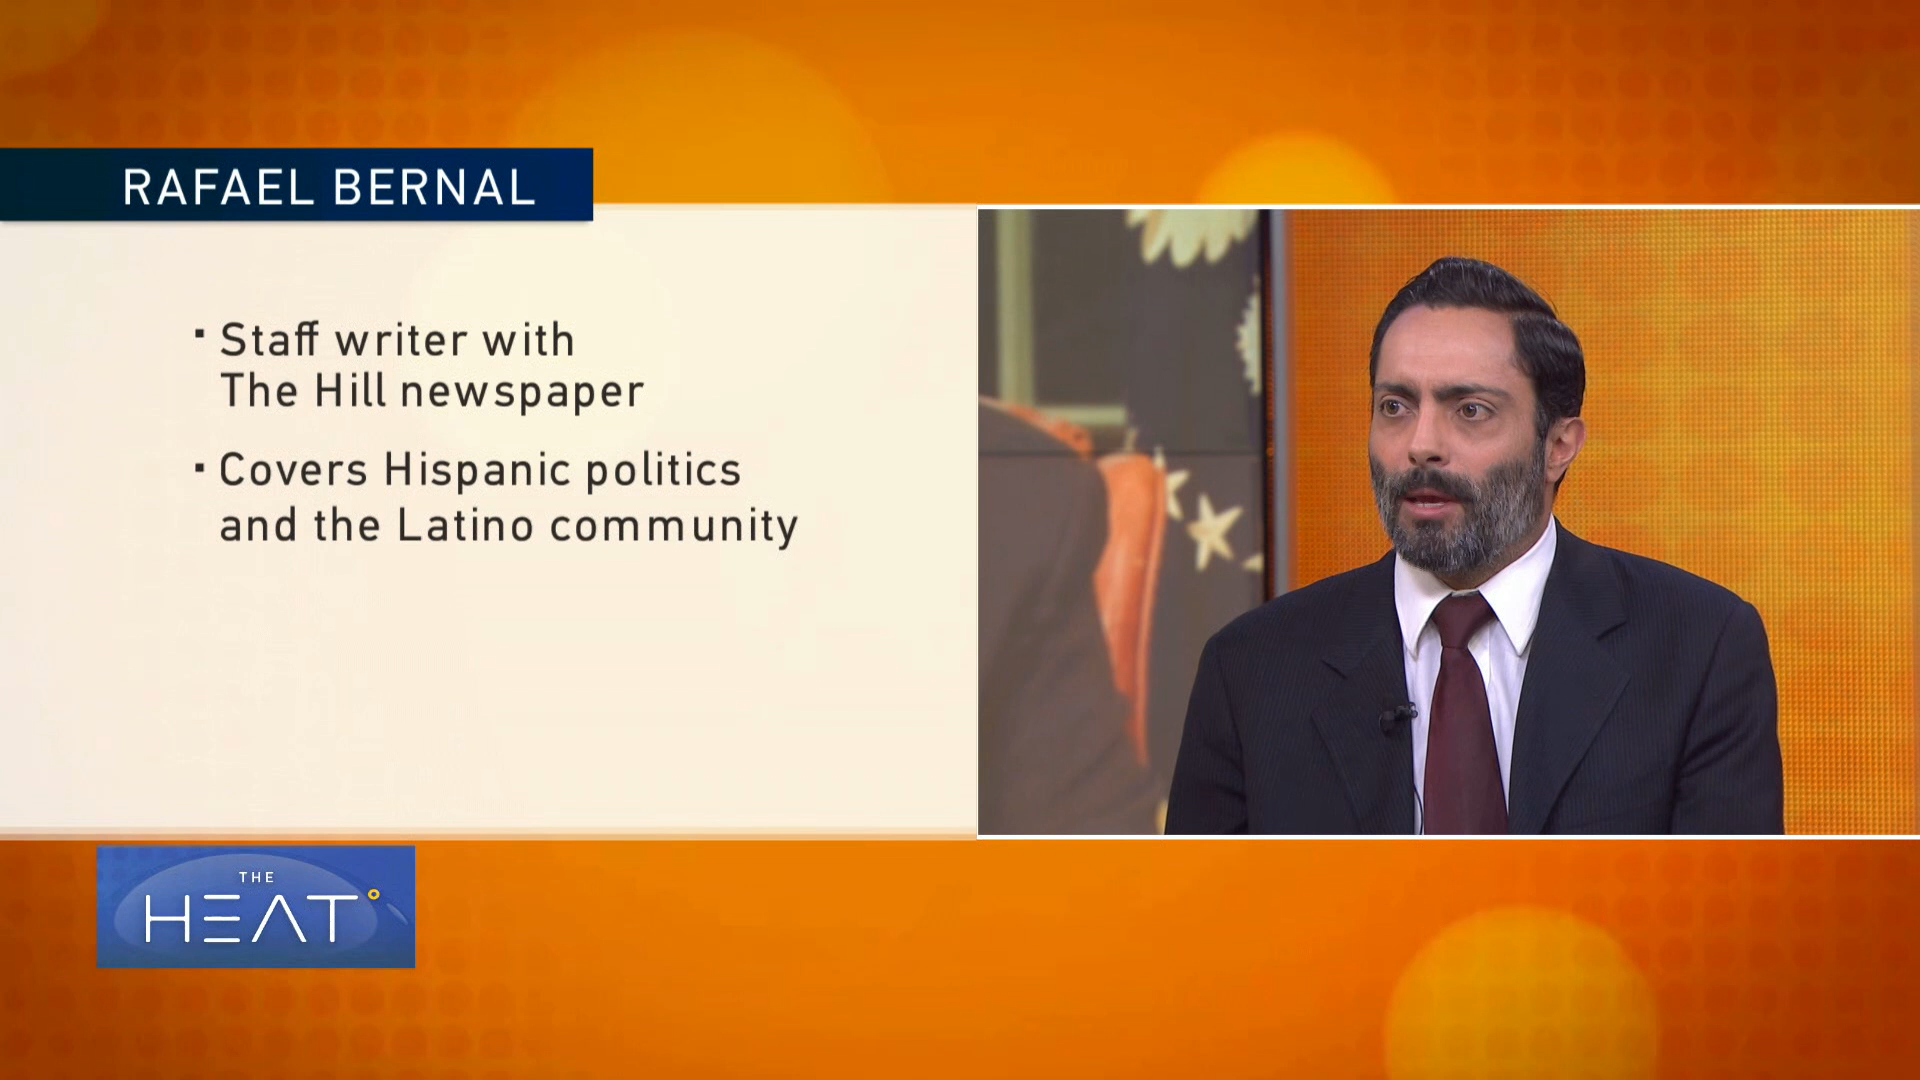 RAFAEL BERNAL
▪ Staff writer with
The Hill newspaper
▪ Covers Hispanic politics
and the Latino community
THE
HEAT°